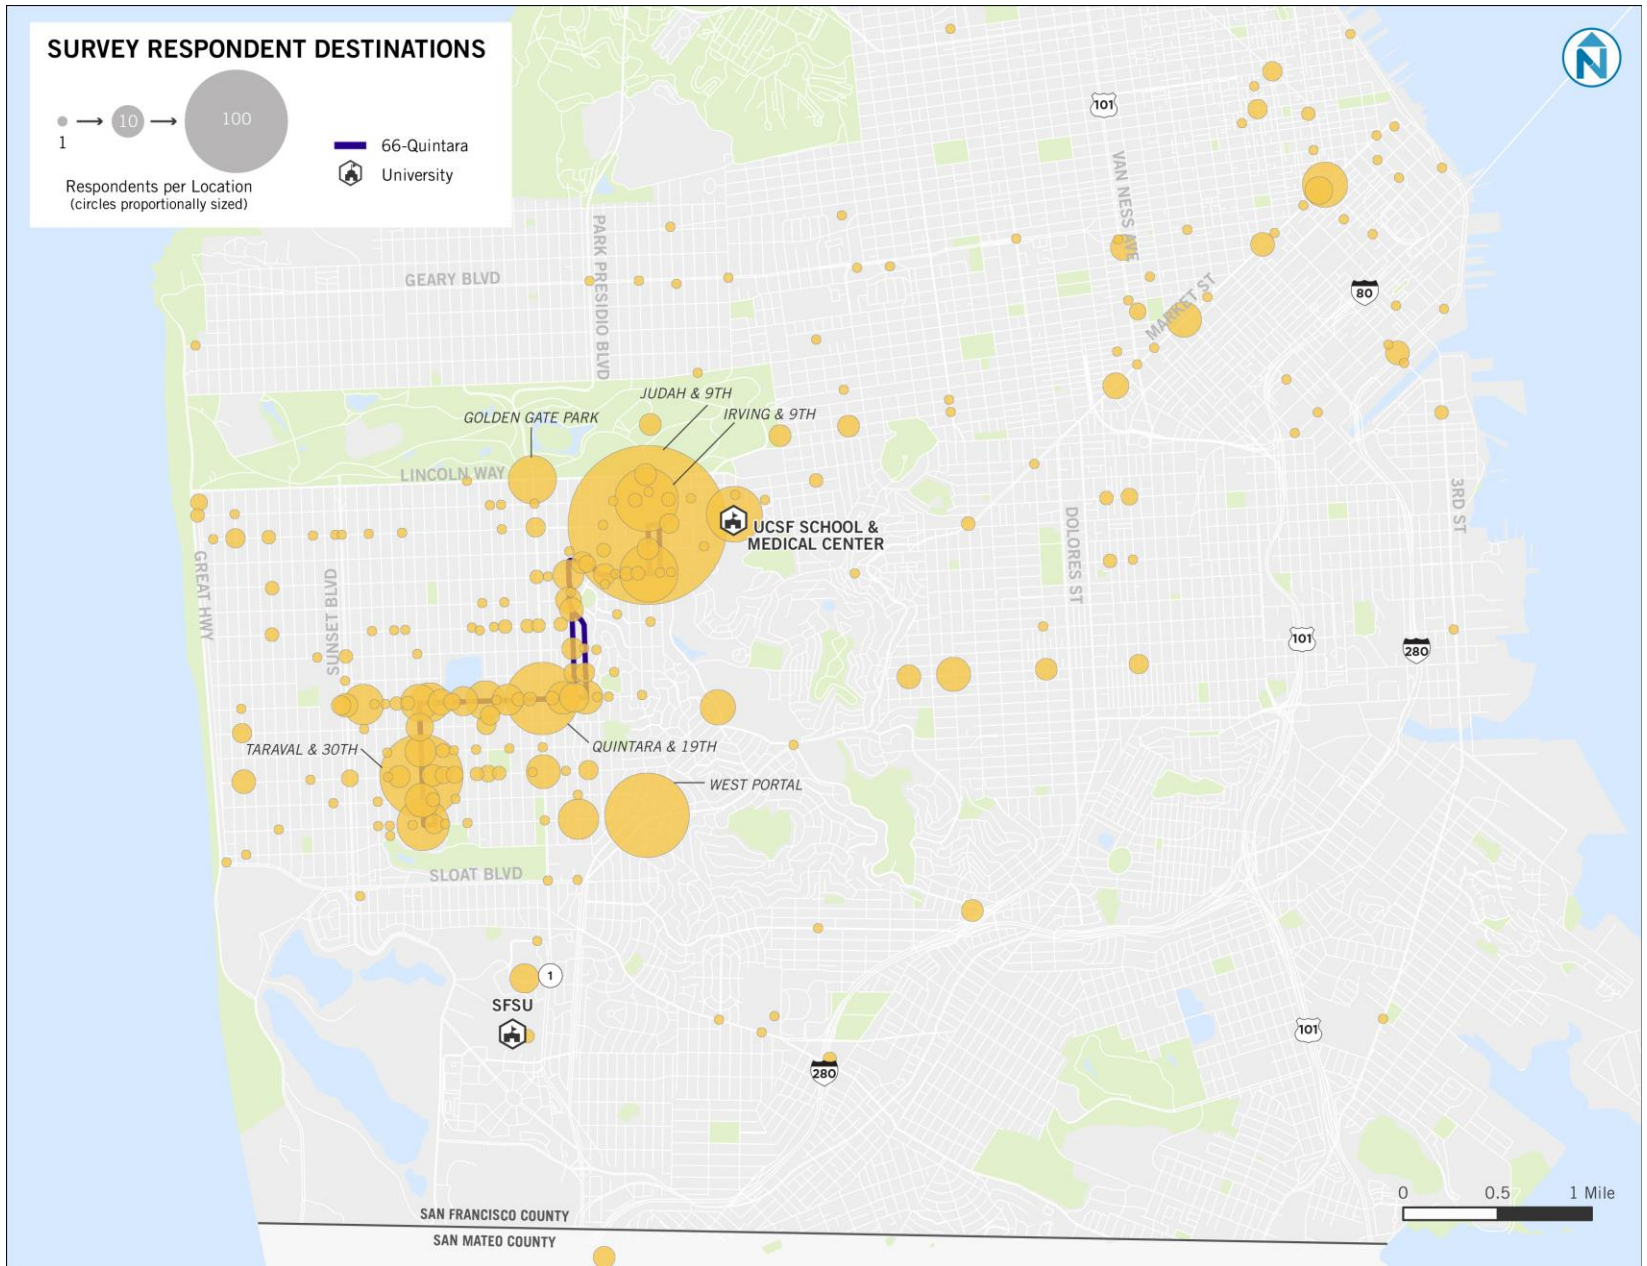 SURVEY RESPONDENT DESTINATIONS
1
10
100
Respondents per Location
(circles proportionally sized)
66-Quintara
University
N
101
VAN NESS AVE
PARK PRESIDIO BLVD
GEARY BLVD
80
MARKET ST
JUDAH & 9TH
IRVING & 9TH
GOLDEN GATE PARK
LINCOLN WAY
UCSF SCHOOL &
MEDICAL CENTER
3RD ST
DOLORES ST
GREAT HWY
SUNSET BLVD
101
280
TARAVAL & 30TH
QUINTARA & 19TH
WEST PORTAL
SLOAT BLVD
1
SFSU
101
280
0 0.5 1 Mile
SAN FRANCISCO COUNTY
SAN MATEO COUNTY